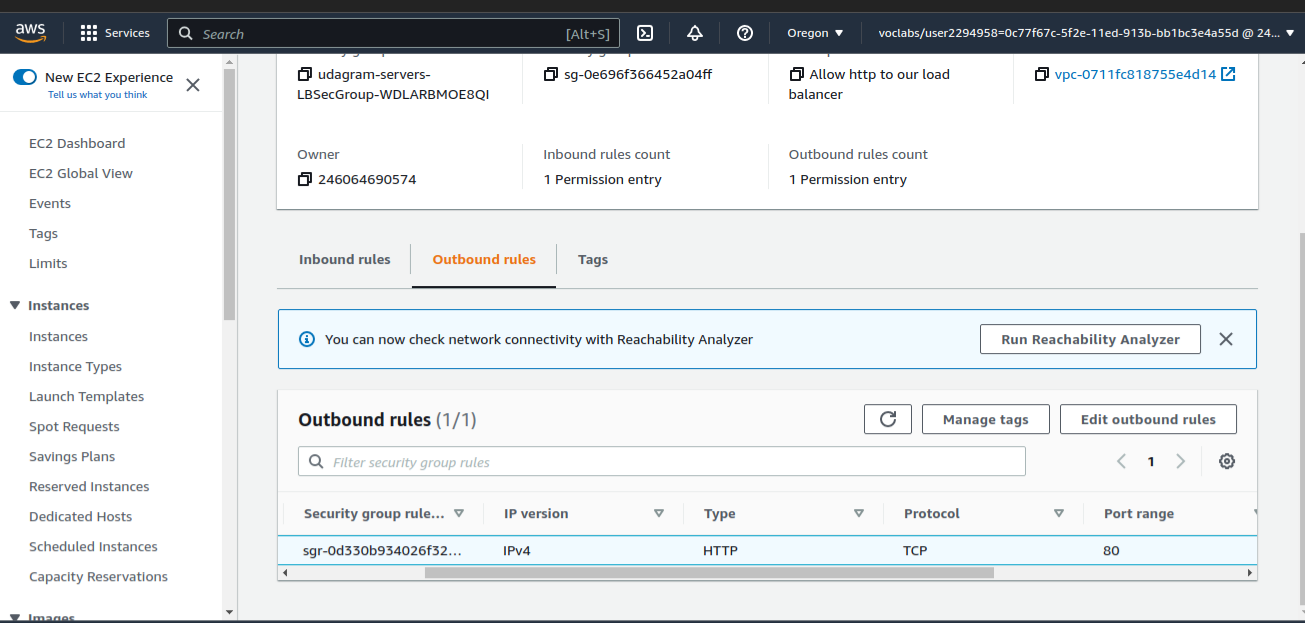 aws
Services
Search
[Alt+S]
Oregon
voclabs/user2294958=0c77f67c-5f2e-11ed-913b-bb1bc3e4a55d @ 24...
New EC2 Experience
Tell us what you think
EC2 Dashboard
EC2 Global View
Events
Tags
Limits
Instances
Instances
Instance Types
Launch Templates
Spot Requests
Savings Plans
Reserved Instances
Dedicated Hosts
Scheduled Instances
Capacity Reservations
Images
udagram-servers-
LBSecGroup-WDLARBMOE8QI
sg-0e696f366452a04ff
Allow http to our load
balancer
vpc-0711fc818755e4d14
Owner
246064690574
Inbound rules count
1 Permission entry
Outbound rules count
1 Permission entry
Inbound rules
Outbound rules
Tags
You can now check network connectivity with Reachability Analyzer
Run Reachability Analyzer
Outbound rules (1/1)
Manage tags
Edit outbound rules
Filter security group rules
1
Security group rule... IP version Type Protocol Port range
sgr-0d330b934026f32... IPv4 HTTP TCP 80